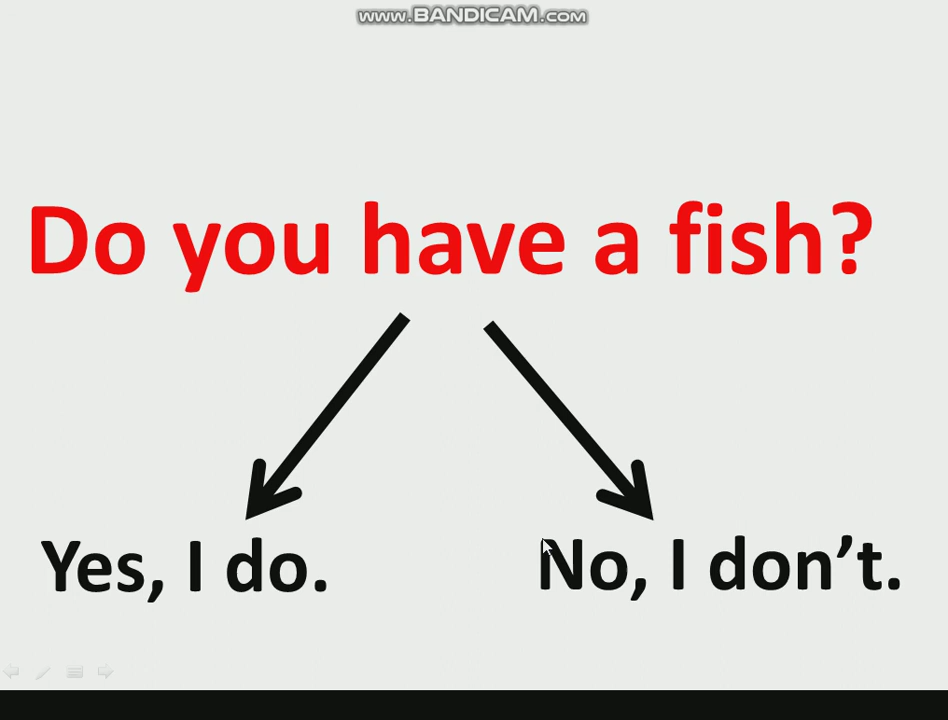 www.BANDICAM.com
Do you have a fish?
Yes, I do.
No, I don’t.